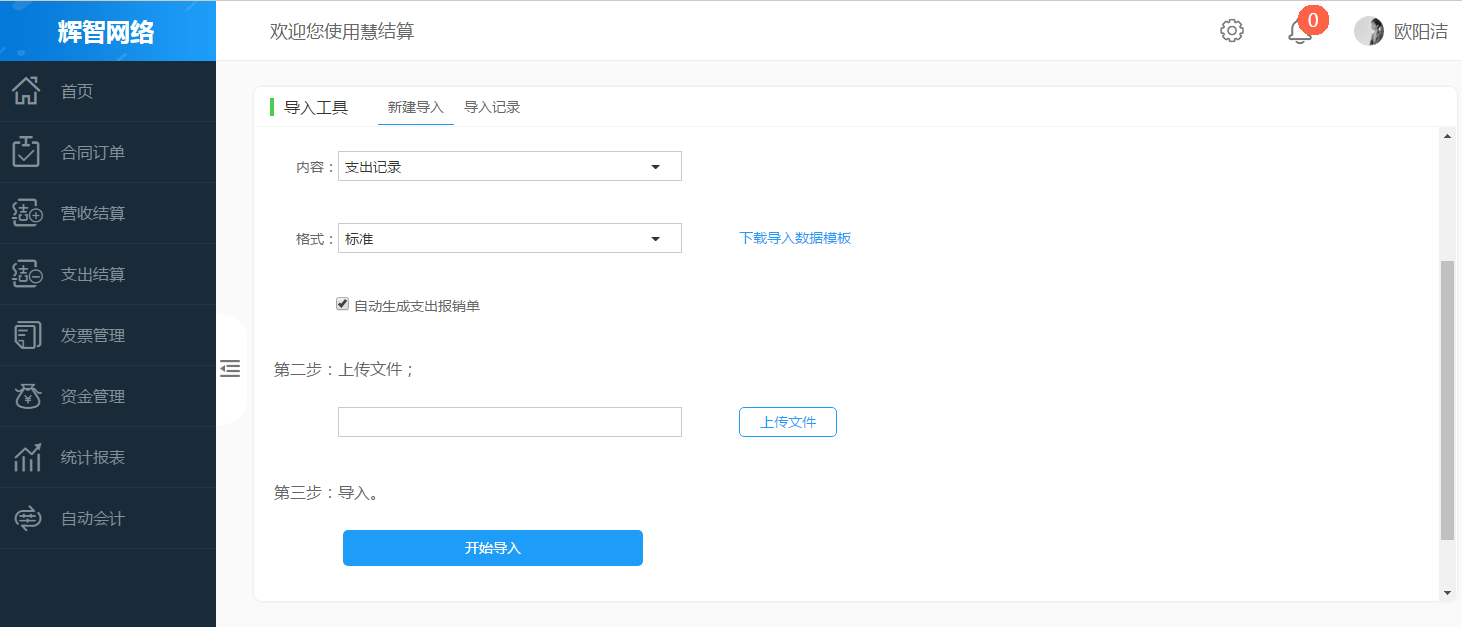 辉智网络
欢迎您使用慧结算
0
欧阳洁
首页
合同订单
营收结算
支出结算
发票管理
资金管理
统计报表
自动会计
导入工具 新建导入 导入记录
内容： 支出记录
格式： 标准 下载导入数据模板
自动生成支出报销单
第二步：上传文件；
上传文件
第三步：导入。
开始导入